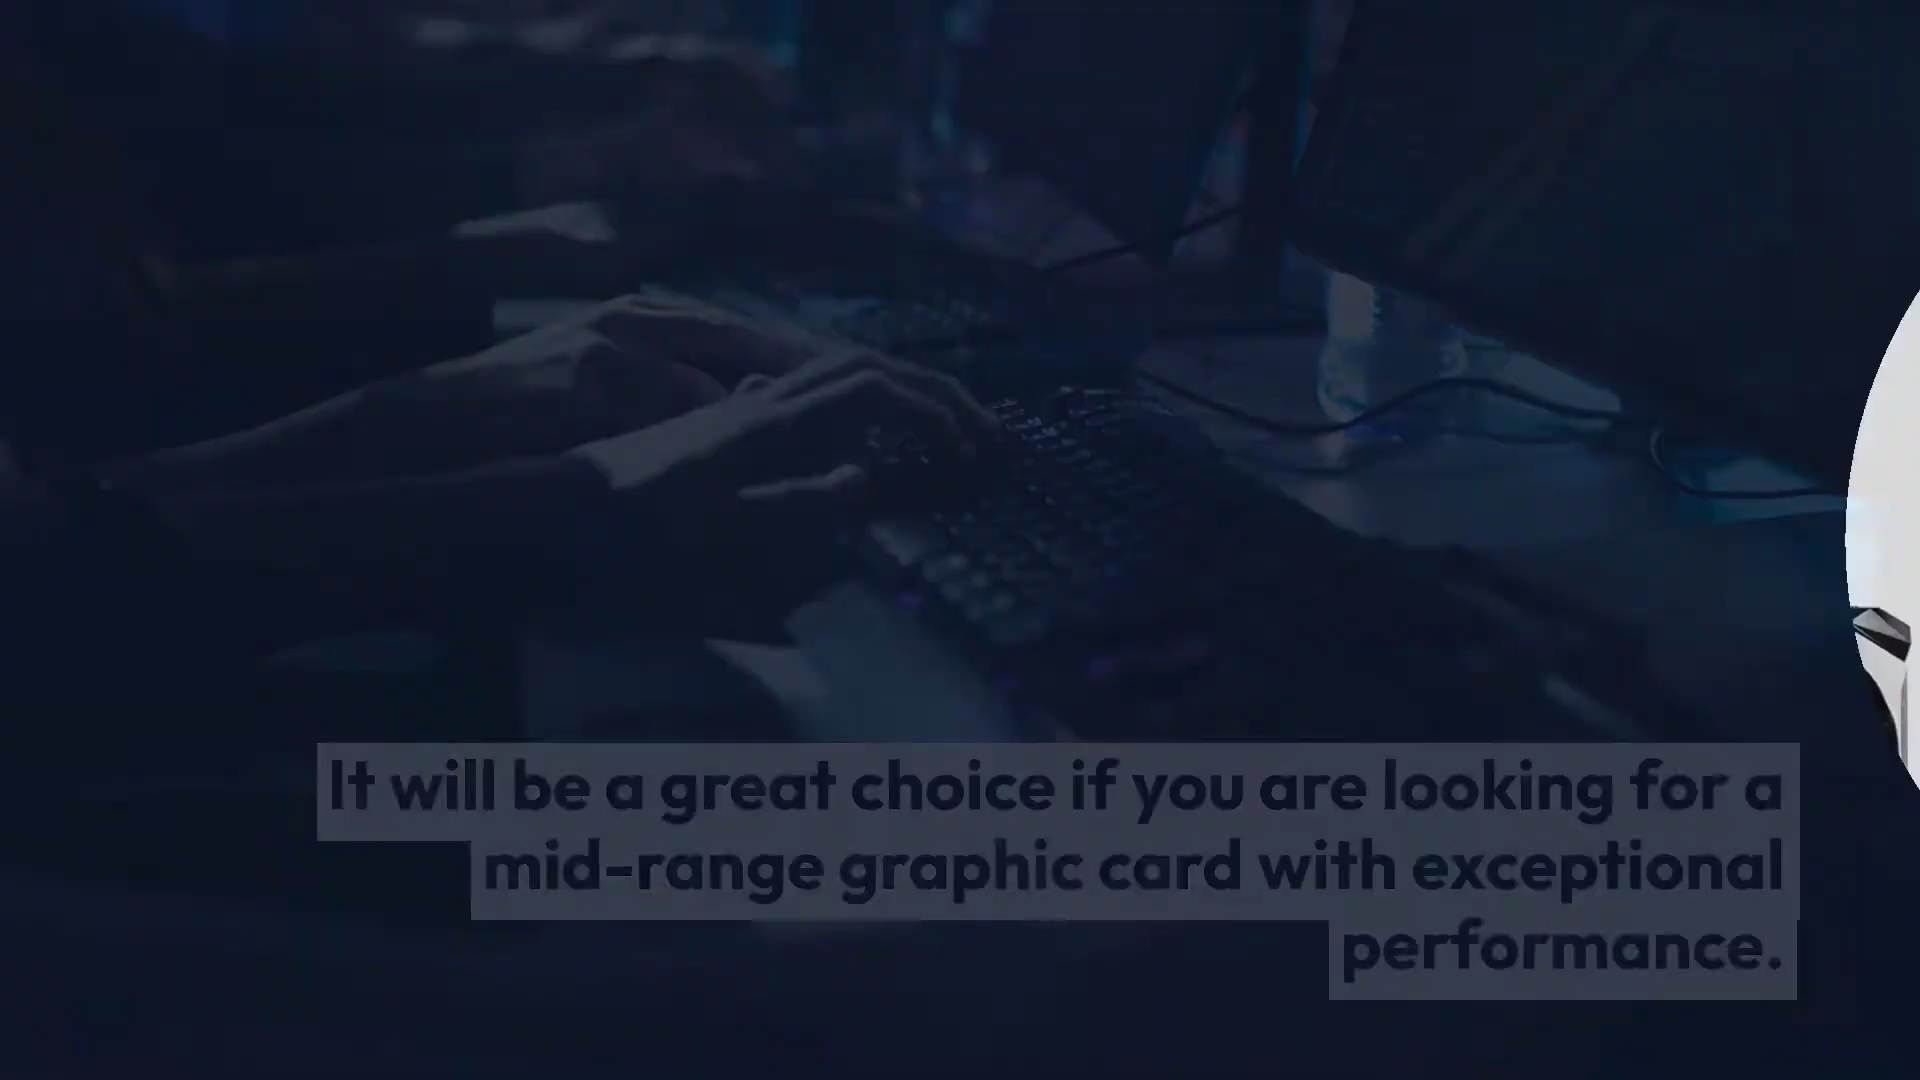 It will be a great choice if you are looking for a
mid-range graphic card with exceptional
performance.